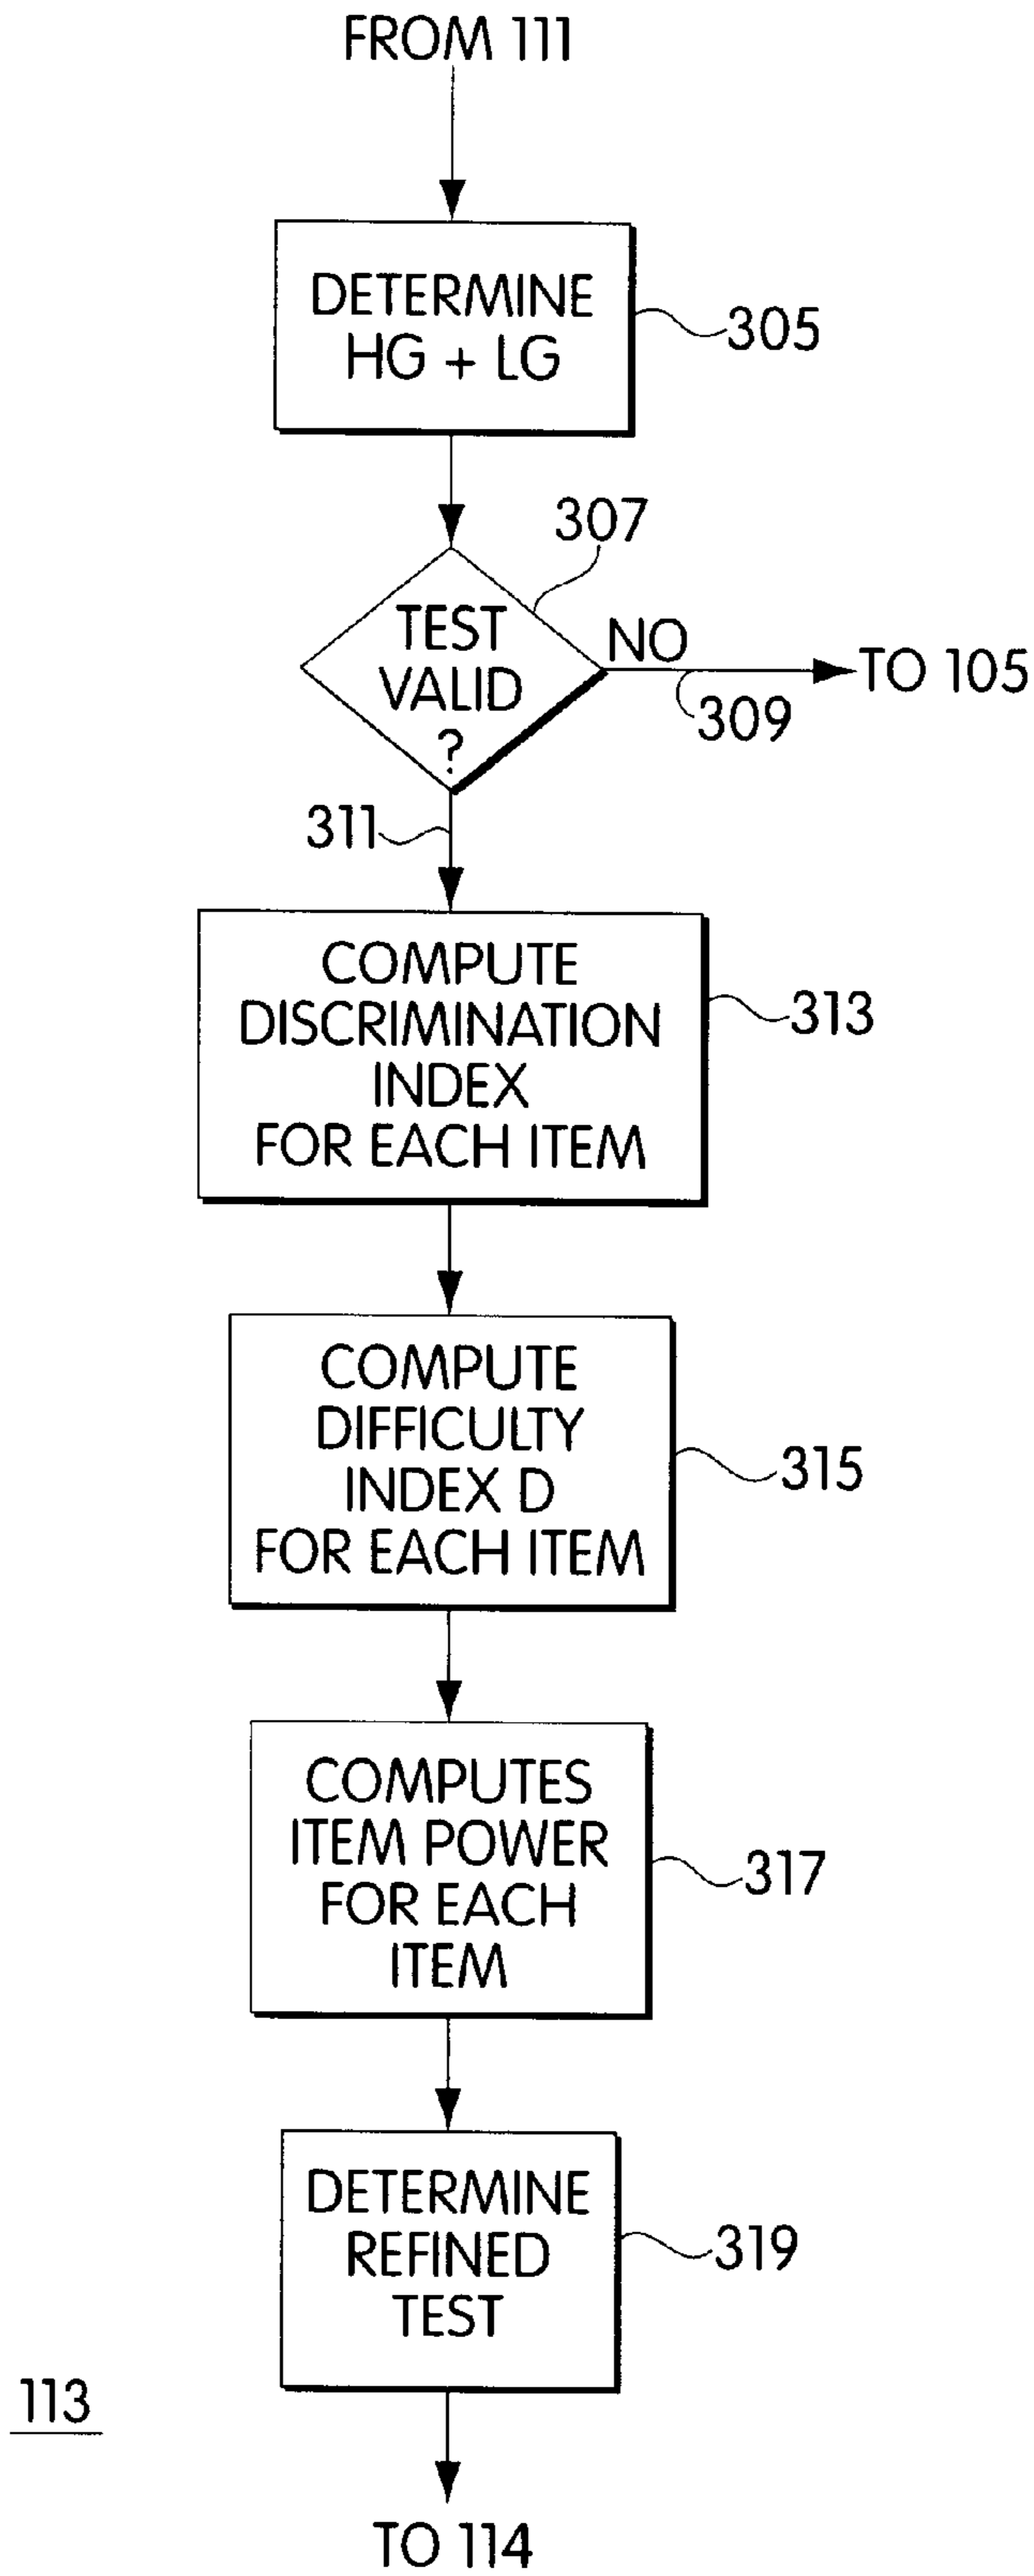 FROM 111
DETERMINE
HG + LG
305
307
TEST
VALID
?
NO
TO 105
309
311
COMPUTE
DISCRIMINATION
INDEX
FOR EACH ITEM
313
COMPUTE
DIFFICULTY
INDEX D
FOR EACH ITEM
315
COMPUTES
ITEM POWER
FOR EACH
ITEM
317
DETERMINE
REFINED
TEST
319
113
TO 114